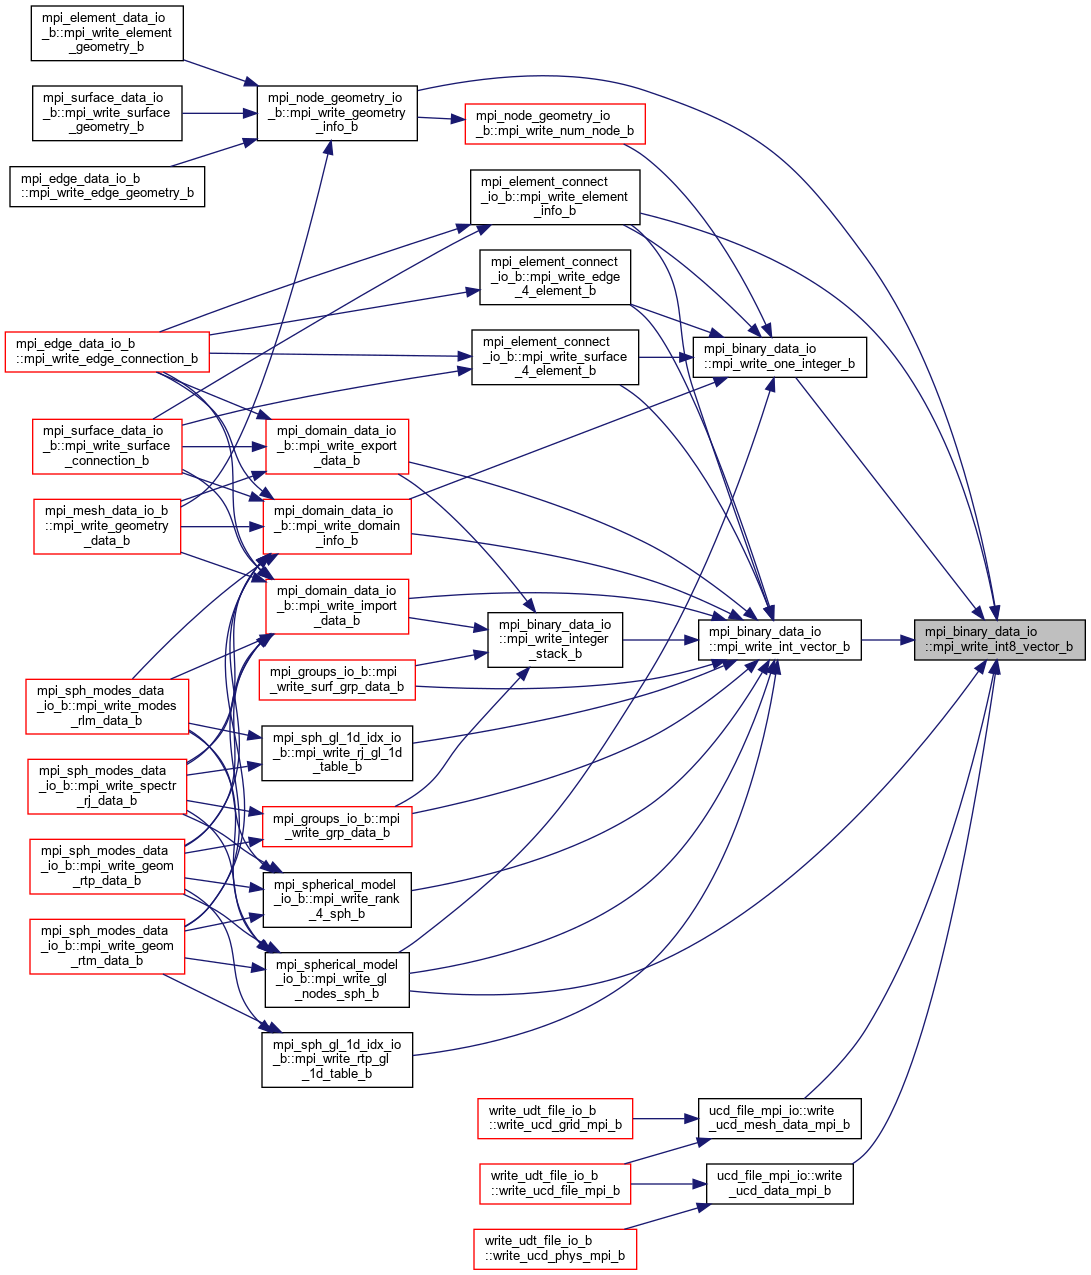 mpi_element_data_io
_b::mpi_write_element
_geometry_b
mpi_surface_data_io
_b::mpi_write_surface
_geometry_b
mpi_edge_data_io_b
::mpi_write_edge_geometry_b
mpi_node_geometry_io
_b::mpi_write_geometry
_info_b
mpi_node_geometry_io
_b::mpi_write_num_node_b
mpi_element_connect
_io_b::mpi_write_element
_info_b
mpi_element_connect
_io_b::mpi_write_edge
_4_element_b
mpi_element_connect
_io_b::mpi_write_surface
_4_element_b
mpi_binary_data_io
::mpi_write_one_integer_b
mpi_edge_data_io_b
::mpi_write_edge_connection_b
mpi_surface_data_io
_b::mpi_write_surface
_connection_b
mpi_mesh_data_io_b
::mpi_write_geometry
_data_b
mpi_domain_data_io
_b::mpi_write_export
_data_b
mpi_domain_data_io
_b::mpi_write_domain
_info_b
mpi_domain_data_io
_b::mpi_write_import
_data_b
mpi_binary_data_io
::mpi_write_integer
_stack_b
mpi_binary_data_io
::mpi_write_int_vector_b
mpi_binary_data_io
::mpi_write_int8_vector_b
mpi_groups_io_b::mpi
_write_surf_grp_data_b
mpi_sph_modes_data
_io_b::mpi_write_modes
_rlm_data_b
mpi_sph_gl_1d_idx_io
_b::mpi_write_rj_gl_1d
_table_b
mpi_sph_modes_data
_io_b::mpi_write_spectr
_rj_data_b
mpi_groups_io_b::mpi
_write_grp_data_b
mpi_sph_modes_data
_io_b::mpi_write_geom
_rtp_data_b
mpi_spherical_model
_io_b::mpi_write_rank
_4_sph_b
mpi_sph_modes_data
_io_b::mpi_write_geom
_rtm_data_b
mpi_spherical_model
_io_b::mpi_write_gl
_nodes_sph_b
mpi_sph_gl_1d_idx_io
_b::mpi_write_rtp_gl
_1d_table_b
write_udt_file_io_b
::write_ucd_grid_mpi_b
ucd_file_mpi_io::write
_ucd_mesh_data_mpi_b
write_udt_file_io_b
::write_ucd_file_mpi_b
ucd_file_mpi_io::write
_ucd_data_mpi_b
write_udt_file_io_b
::write_ucd_phys_mpi_b